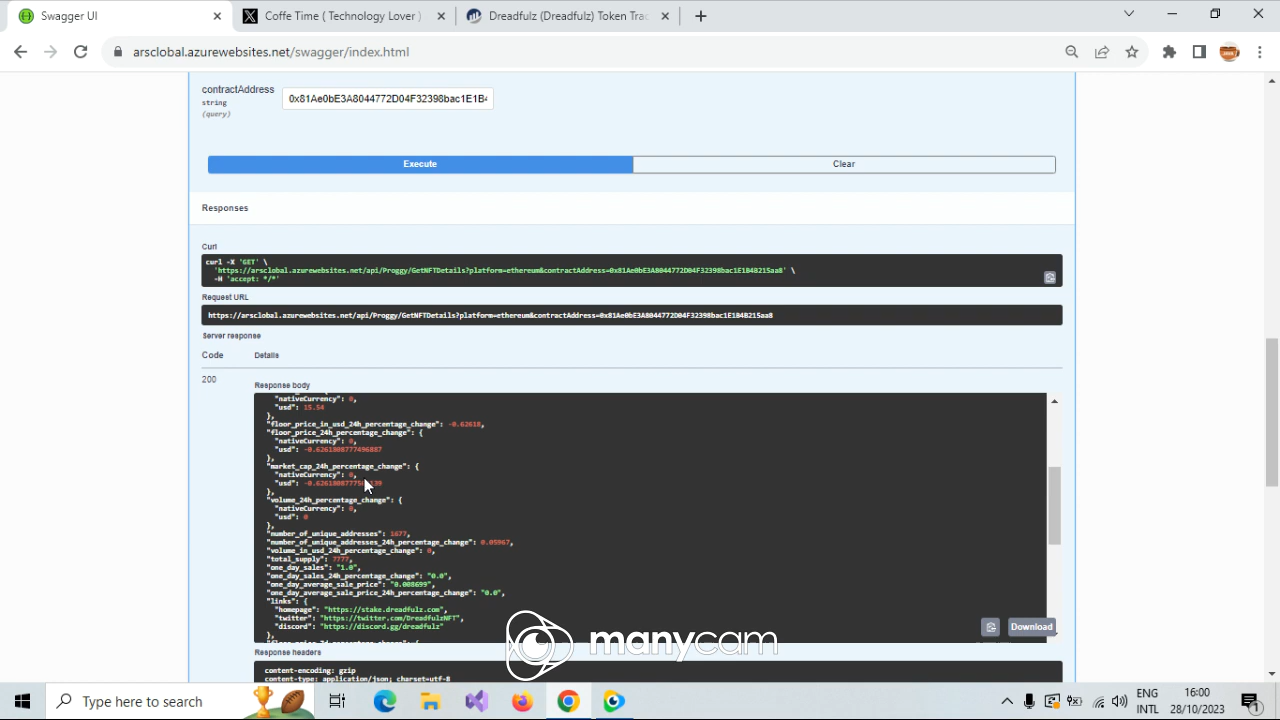 Swagger UI
Coffe Time ( Technology Lover )
Dreadfulz (Dreadfulz) Token Trac
arsclobal.azurewebsites.net/swagger/index.html
contractAddress
string
(query)
0x81Ae0bE3A8044772D04F32398bac1E1B4
Execute
Clear
Responses
Curl
curl -X 'GET' \
'https://arsclobal.azurewebsites.net/api/Proggy/GetNFTDetails?platform=ethereum&contractAddress=0x81Ae0bE3A8044772D04F32398bac1E1B4B215aa8' \
-H 'accept: */*'
Request URL
https://arsclobal.azurewebsites.net/api/Proggy/GetNFTDetails?platform=ethereum&contractAddress=0x81Ae0bE3A8044772D04F32398bac1E1B4B215aa8
Server response
Code
Details
200
Response body
"nativeCurrency": 0,
"usd": 15.54
},
"floor_price_in_usd_24h_percentage_change": -0.62618,
"floor_price_24h_percentage_change": {
"nativeCurrency": 0,
"usd": -0.6261808777496887
},
"market_cap_24h_percentage_change": {
"nativeCurrency": 0,
"usd":
},
"volume_24h_percentage_change": {
"nativeCurrency": 0,
"usd": 0
},
"number_of_unique_addresses": 1677,
"number_of_unique_addresses_24h_percentage_change": 0.05967,
"volume_in_usd_24h_percentage_change": 0,
"total_supply": 7777,
"one_day_sales": "1.0",
"one_day_sales_24h_percentage_change": "0.0",
"one_day_average_sale_price": "0.008699",
"one_day_average_sale_price_24h_percentage_change": "0.0",
"links": {
"homepage": "https://stake.dreadfulz.com",
"twitter": "https://twitter.com/DreadfulzNFT",
"discord": "https://discord.gg/dreadfulz"
},
Download
manycam
Response headers
content-encoding: gzip
content-type: application/json; charset=utf-8
Type here to search
ENG
INTL
16:00
28/10/2023
1